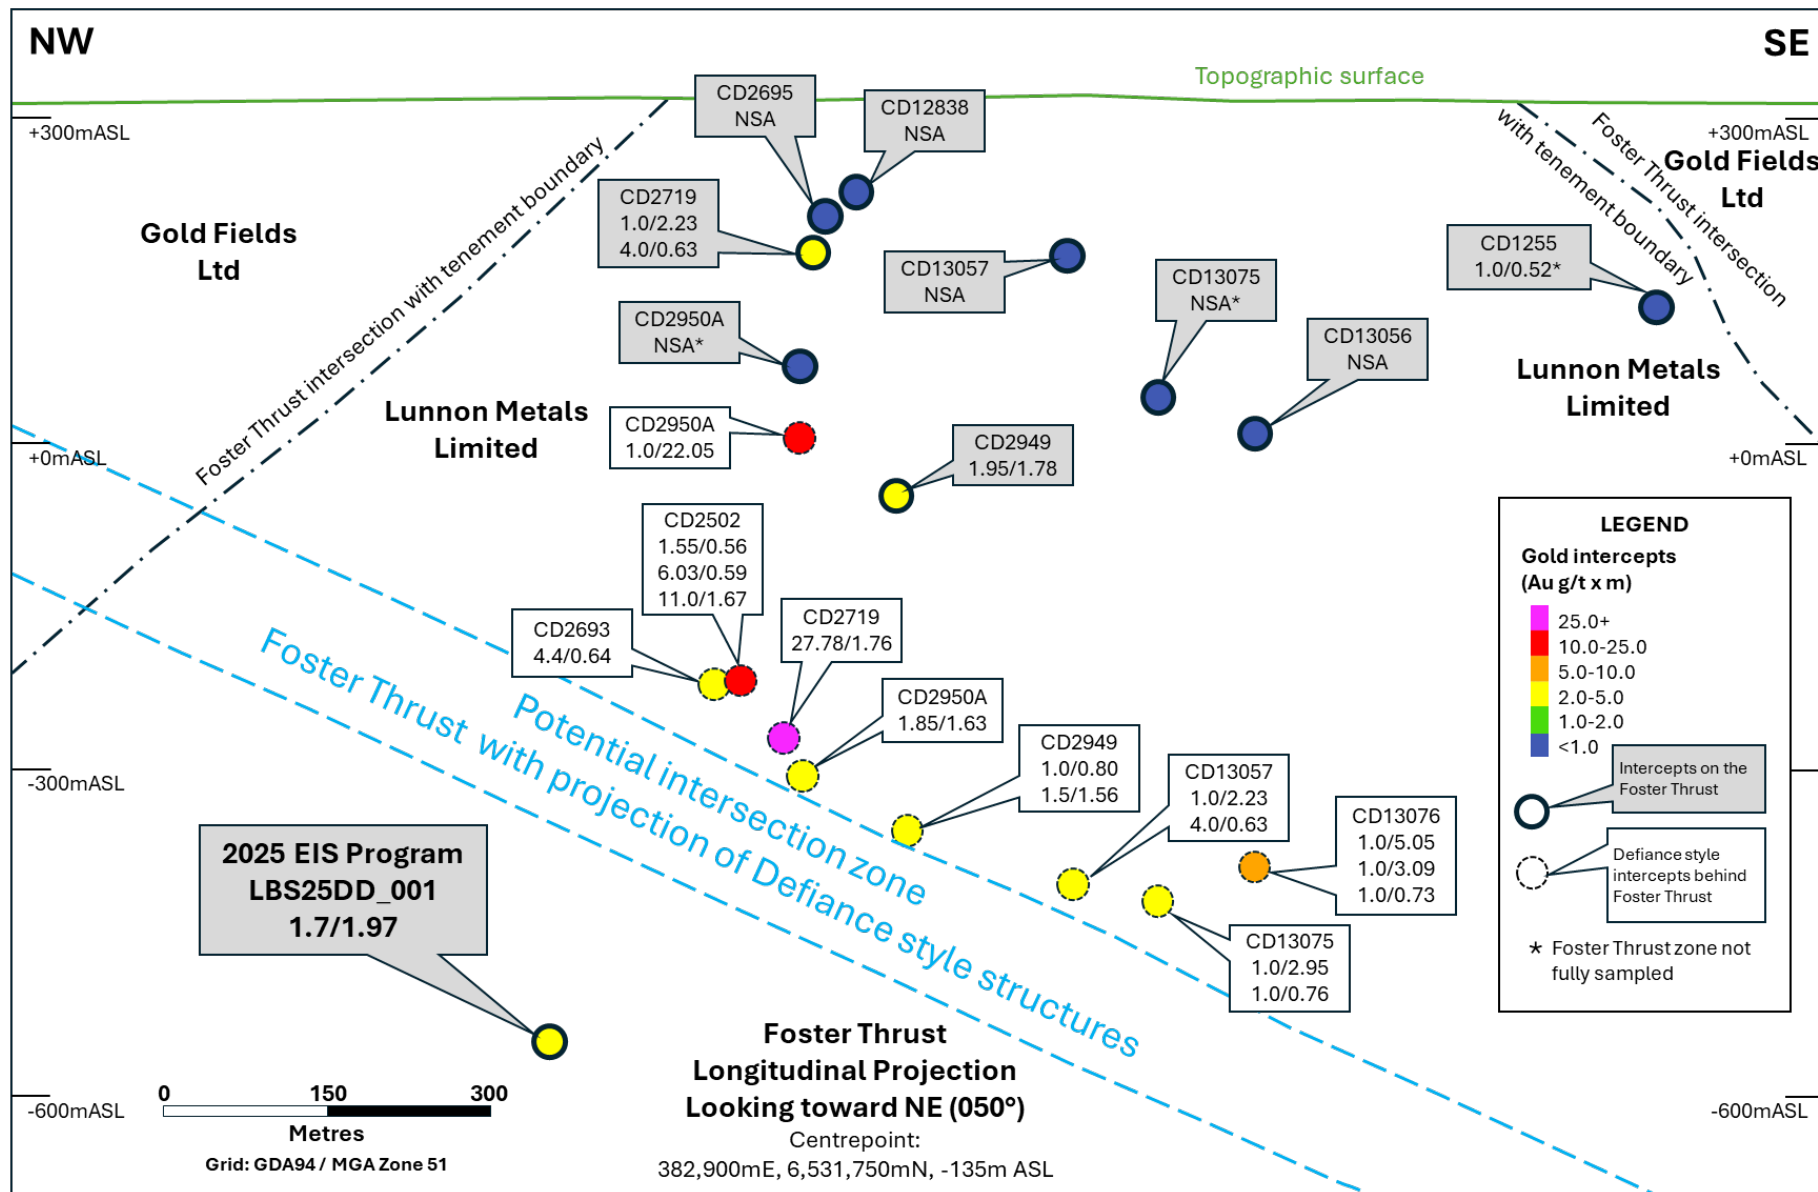 NW
SE
Topographic surface
+300mASL
+300mASL
Gold Fields
Ltd
Gold Fields
Ltd
Foster Thrust intersection with tenement boundary
Foster Thrust intersection
with tenement boundary
CD2695
NSA
CD12838
NSA
CD2719
1.0/2.23
4.0/0.63
CD13057
NSA
CD13075
NSA*
CD1255
1.0/0.52*
CD2950A
NSA*
CD13056
NSA
Lunnon Metals
Limited
Lunnon Metals
Limited
CD2950A
1.0/22.05
CD2949
1.95/1.78
+0mASL
+0mASL
CD2502
1.55/0.56
6.03/0.59
11.0/1.67
CD2693
4.4/0.64
CD2719
27.78/1.76
CD2950A
1.85/1.63
CD2949
1.0/0.80
1.5/1.56
CD13057
1.0/2.23
4.0/0.63
CD13076
1.0/5.05
1.0/3.09
1.0/0.73
CD13075
1.0/2.95
1.0/0.76
-300mASL
Potential intersection zone
Foster Thrust with projection of Defiance style structures
2025 EIS Program
LBS25DD_001
1.7/1.97
LEGEND
Gold intercepts
(Au g/t x m)
25.0+
10.0-25.0
5.0-10.0
2.0-5.0
1.0-2.0
<1.0
Intercepts on the
Foster Thrust
Defiance style
intercepts behind
Foster Thrust
* Foster Thrust zone not
fully sampled
-600mASL
-600mASL
0 150 300
Metres
Grid: GDA94 / MGA Zone 51
Foster Thrust
Longitudinal Projection
Looking toward NE (050°)
Centrepoint:
382,900mE, 6,531,750mN, -135m ASL